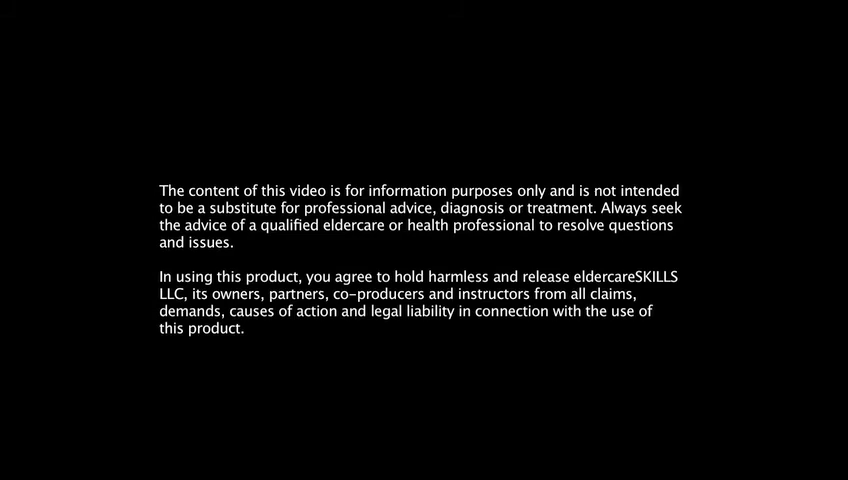 The content of this video is for information purposes only and is not intended
to be a substitute for professional advice, diagnosis or treatment. Always seek
the advice of a qualified eldercare or health professional to resolve questions
and issues.
In using this product, you agree to hold harmless and release eldercareSKILLS
LLC, its owners, partners, co-producers and instructors from all claims,
demands, causes of action and legal liability in connection with the use of
this product.